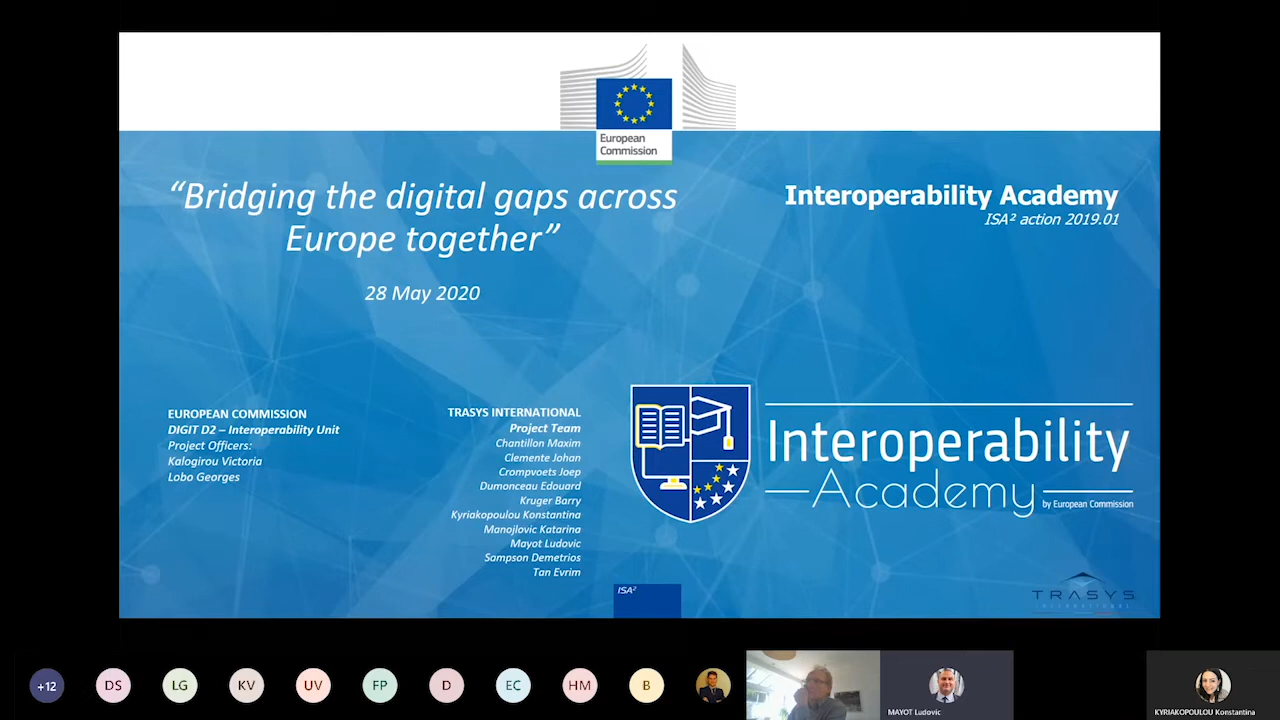 European
Commission
“Bridging the digital gaps across
Europe together”
28 May 2020
Interoperability Academy
ISA² action 2019.01
EUROPEAN COMMISSION
DIGIT D2 – Interoperability Unit
Project Officers:
Kalogirou Victoria
Lobo Georges
TRASYS INTERNATIONAL
Project Team
Chantillon Maxim
Clemente Johan
Crompvoets Joep
Dumonceau Edouard
Kruger Barry
Kyriakopoulou Konstantina
Manojlovic Katarina
Mayot Ludovic
Sampson Demetrios
Tan Evrim
Interoperability
Academy
by European Commission
ISA²
TRASYS
INTERNATIONAL
+12
DS
LG
KV
UV
FP
D
EC
HM
B
MAYOT Ludovic
KYRIAKOPOULOU Konstantina